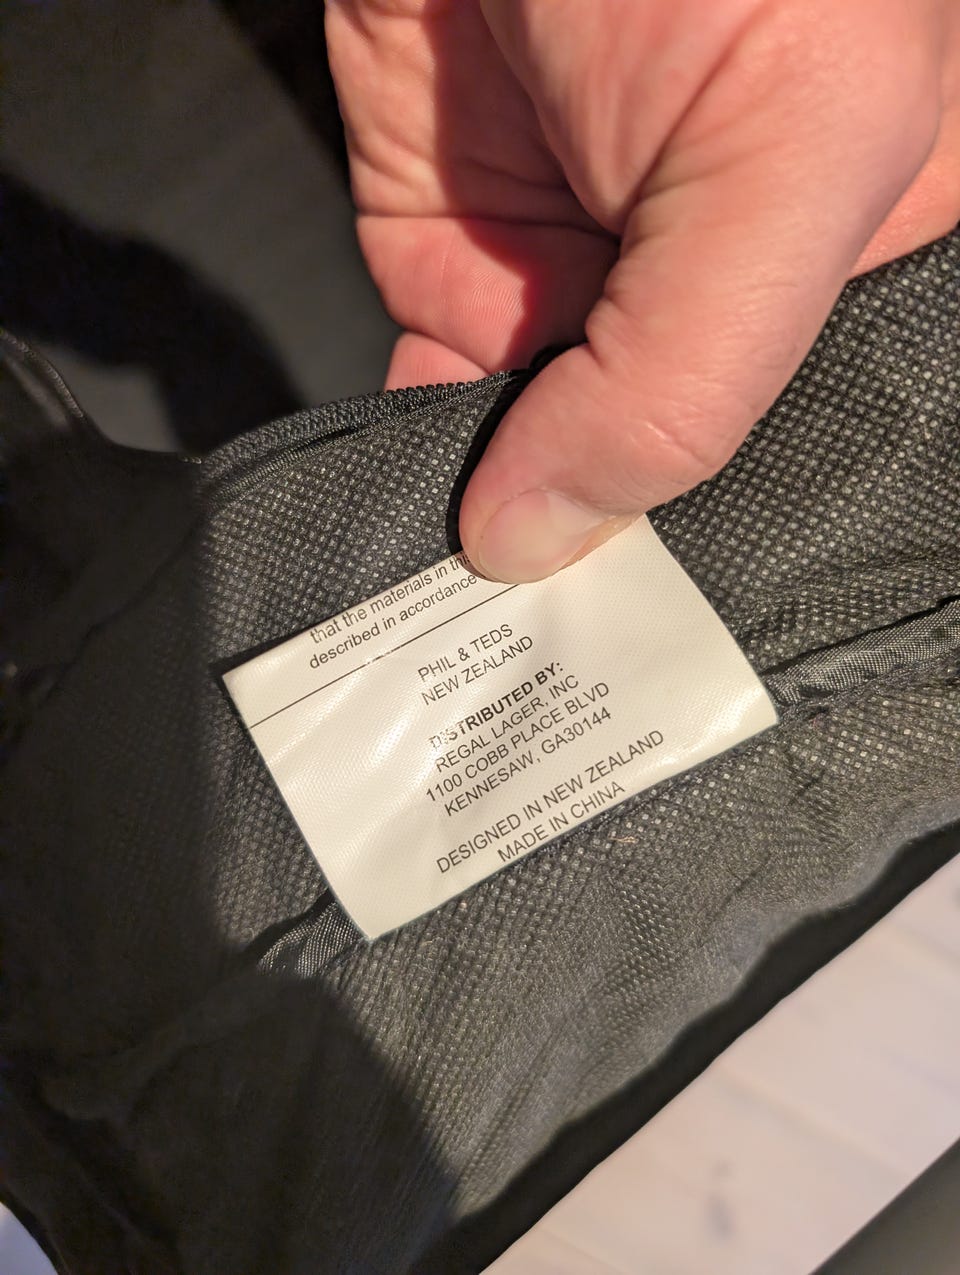 that the materials in this
described in accordance
PHIL & TEDS
NEW ZEALAND
DISTRIBUTED BY:
REGAL LAGER, INC
1100 COBB PLACE BLVD
KENNESAW, GA30144
DESIGNED IN NEW ZEALAND
MADE IN CHINA